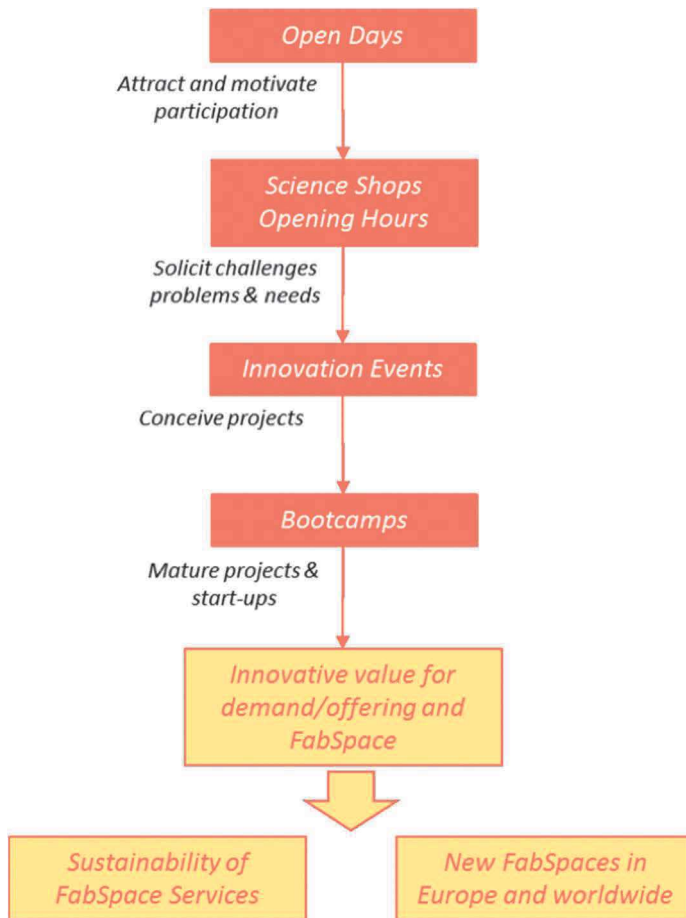 Open Days
Attract and motivate
participation
Science Shops
Opening Hours
Solicit challenges
problems & needs
Innovation Events
Conceive projects
Bootcamps
Mature projects &
start-ups
Innovative value for
demand/offering and
FabSpace
Sustainability of
FabSpace Services
New FabSpaces in
Europe and worldwide